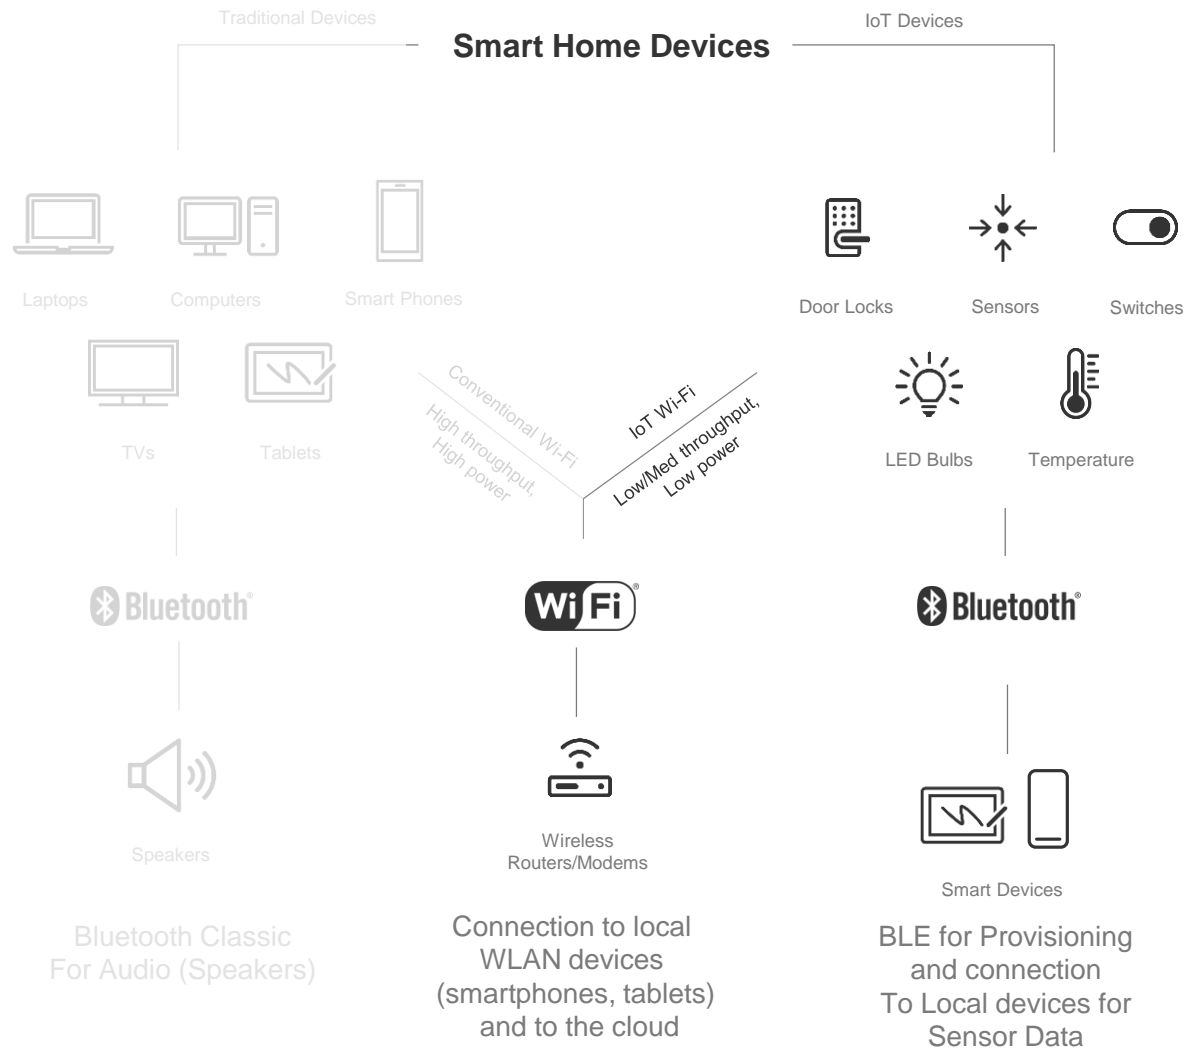 Traditional Devices
IoT Devices
Smart Home Devices
Laptops
Computers
Smart Phones
Door Locks
Sensors
Switches
TVs
Tablets
Conventional Wi-Fi
High throughput,
High power
IoT Wi-Fi
Low/Med throughput,
Low power
LED Bulbs
Temperature
Bluetooth®
Wi Fi®
Bluetooth®
Speakers
Wireless
Routers/Modems
Smart Devices
Bluetooth Classic
For Audio (Speakers)
Connection to local
WLAN devices
(smartphones, tablets)
and to the cloud
BLE for Provisioning
and connection
To Local devices for
Sensor Data